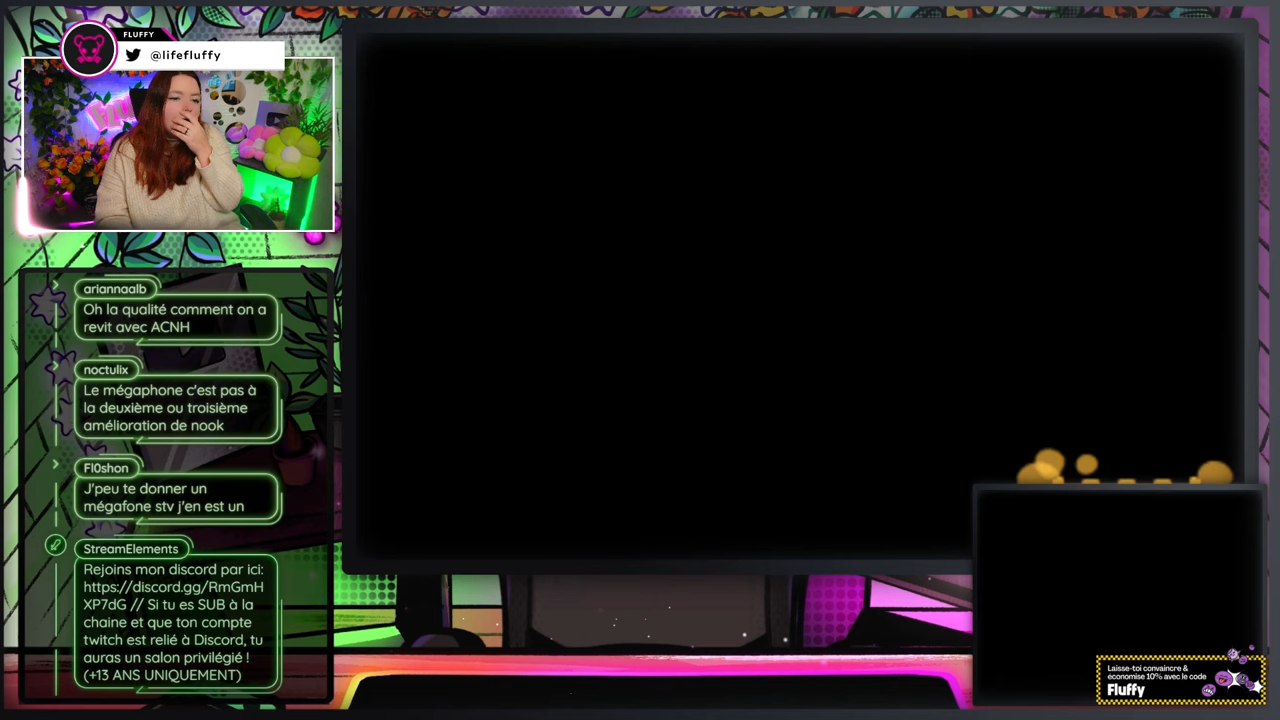 FLUFFY
@lifefluffy
ariannaalb
Oh la qualité comment on a
revit avec ACNH
noctulix
Le mégaphone c'est pas à
la deuxième ou troisième
amélioration de nook
Fl0shon
J'peu te donner un
mégafone stv j'en est un
StreamElements
Rejoins mon discord par ici:
https://discord.gg/RmGmH
XP7dG // Si tu es SUB à la
chaine et que ton compte
twitch est relié à Discord, tu
auras un salon privilégié !
(+13 ANS UNIQUEMENT)
Laisse-toi convaincre &
économise 10% avec le code
Fluffy